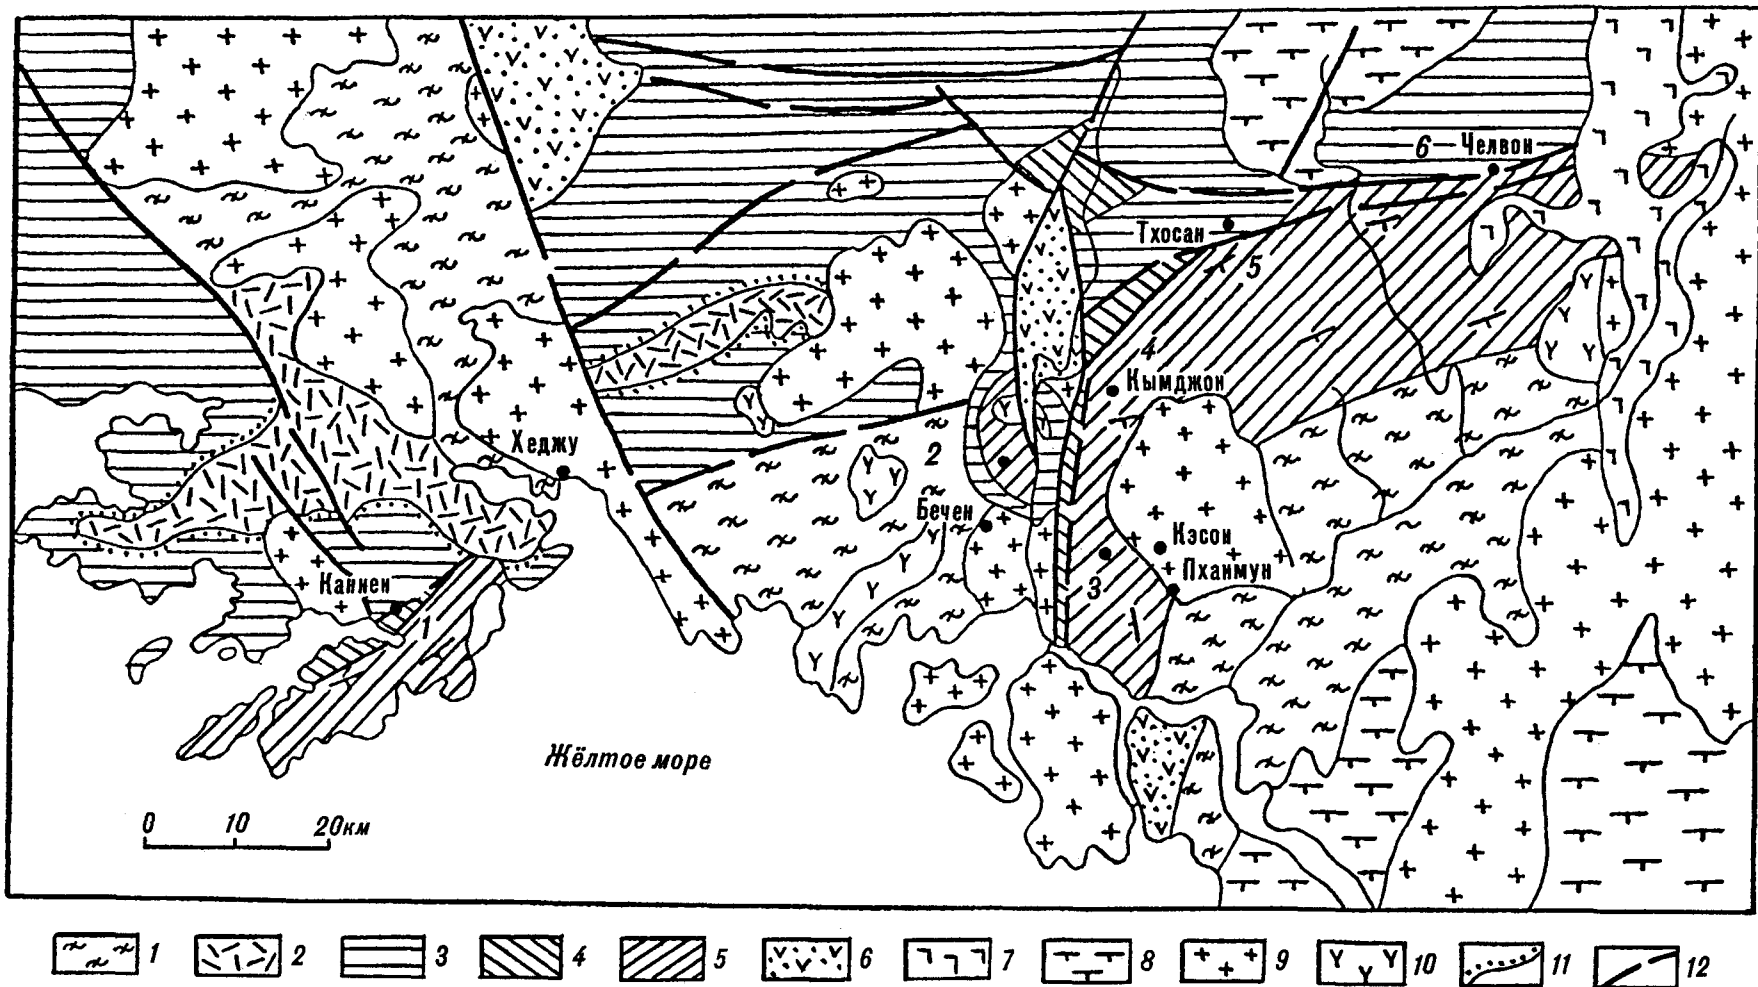 6 Челвон
Тхосан
5
4
Кымджон
Хеджу
2
Бечен
Кэсон
Пханмун
3
Каннен
1
Жёлтое море
0 10 20км
1 2 3 4 5 6 7 8 9 10 11 12